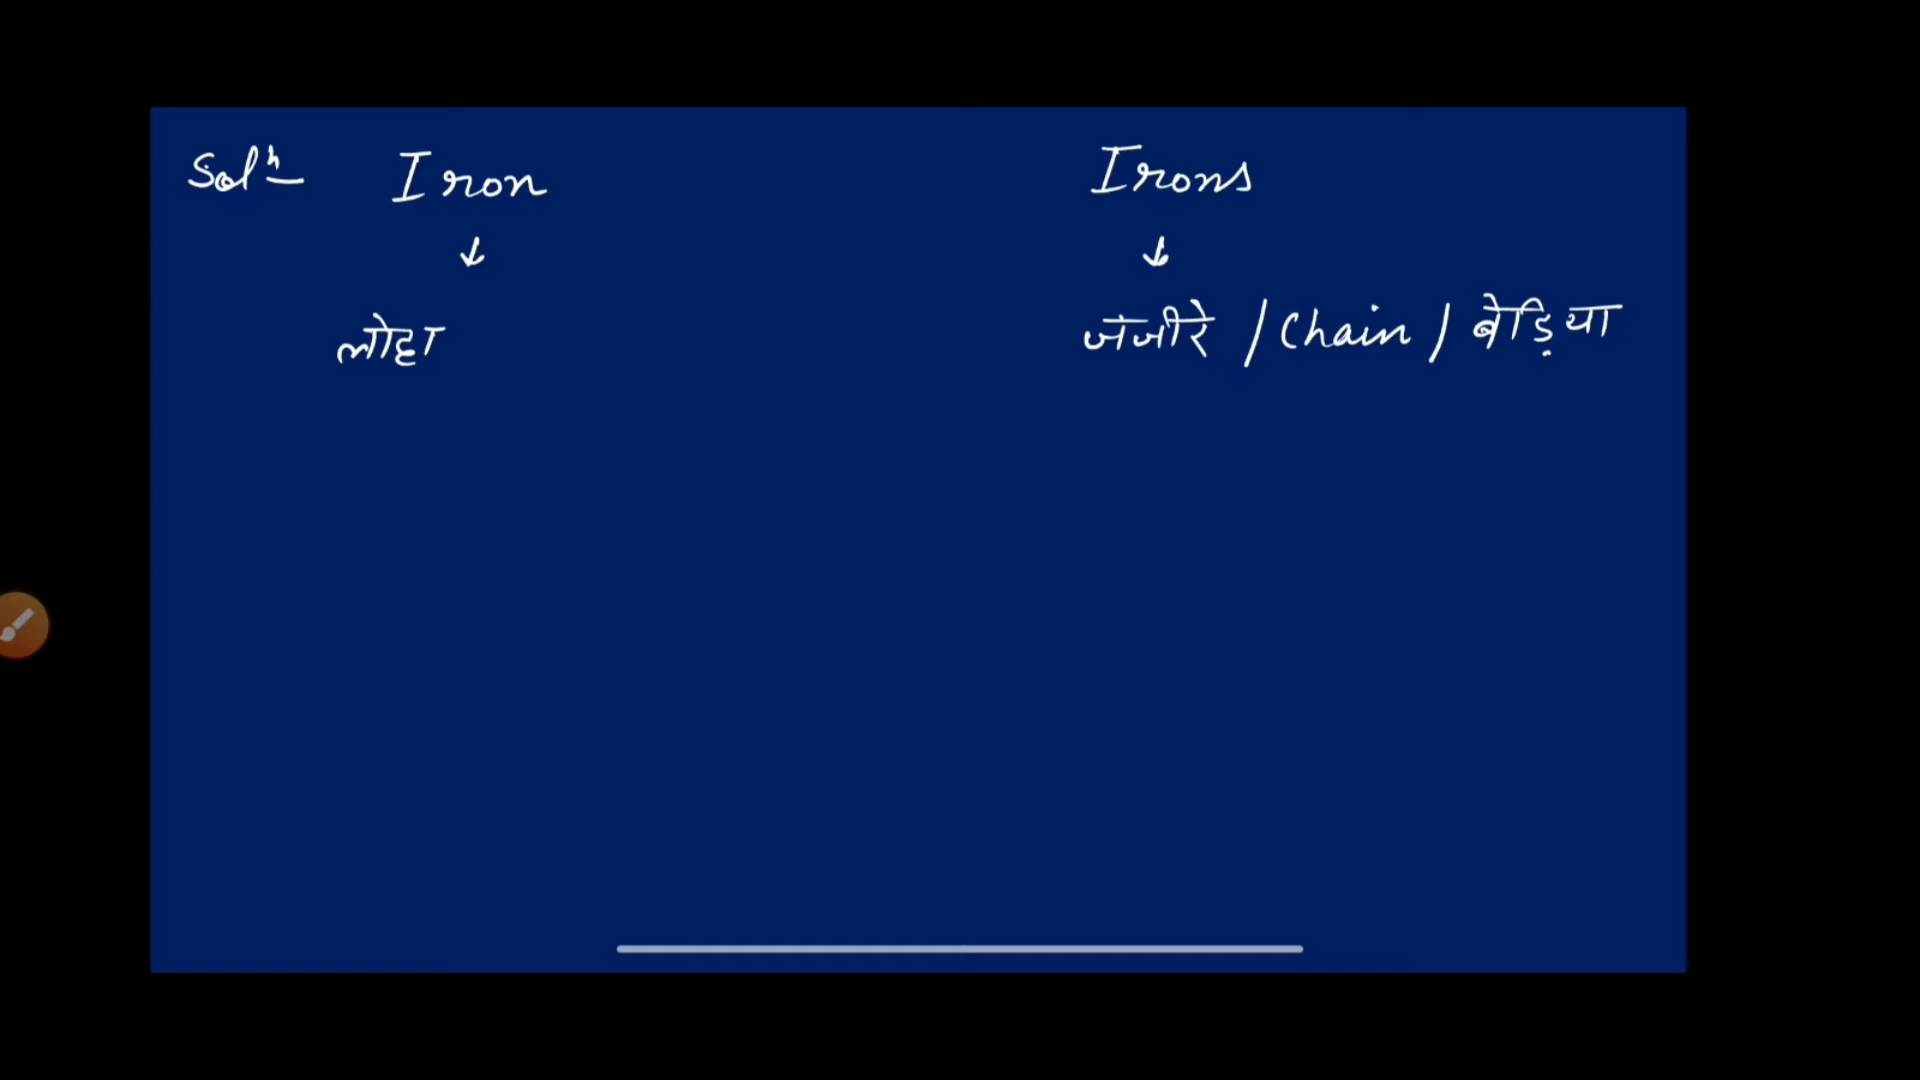 Solⁿ Iron Irons
↓ ↓
लोहा जंजीरे / Chain / बेड़िया